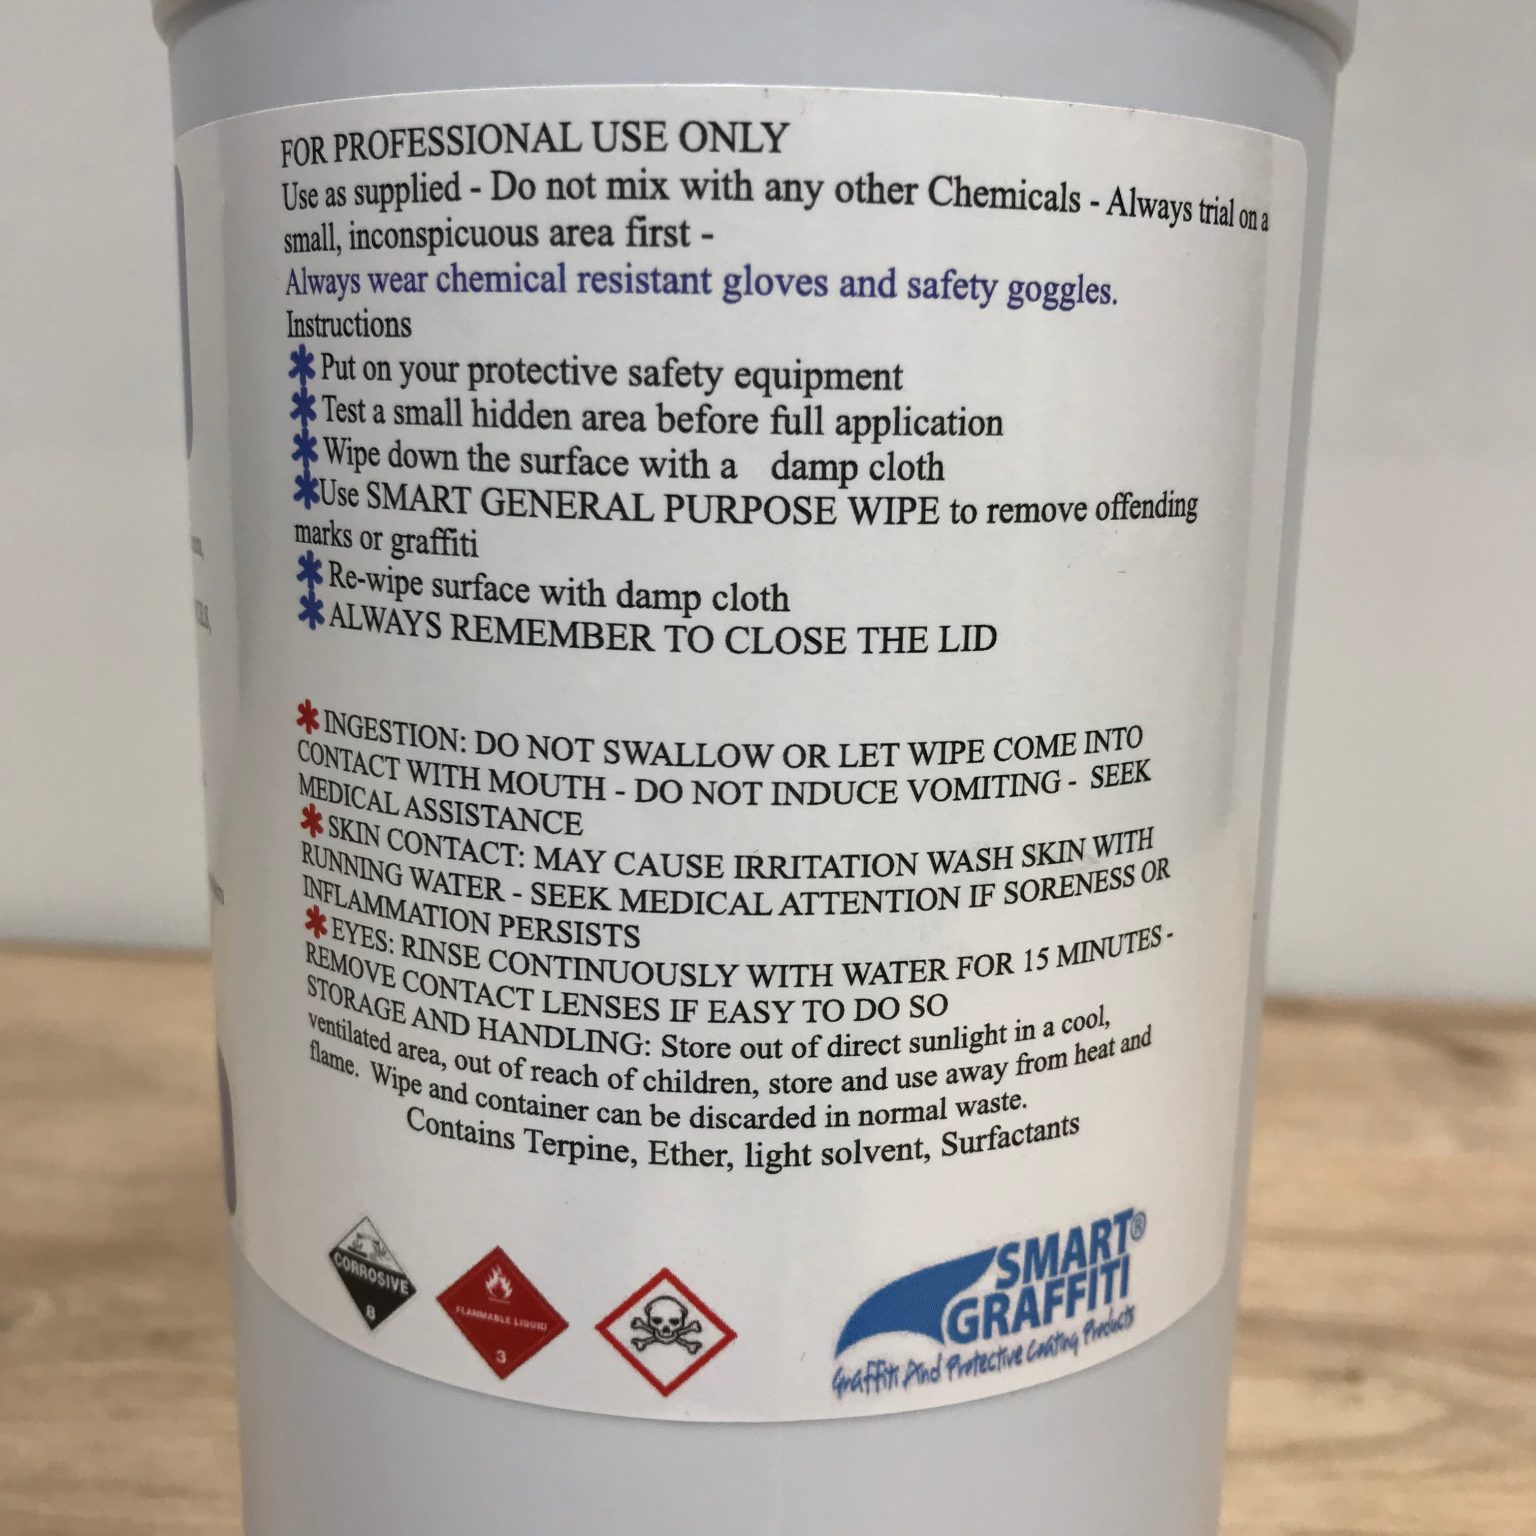 FOR PROFESSIONAL USE ONLY
Use as supplied - Do not mix with any other Chemicals - Always trial on a
small, inconspicuous area first -
Always wear chemical resistant gloves and safety goggles.
Instructions
*Put on your protective safety equipment
*Test a small hidden area before full application
*Wipe down the surface with a damp cloth
*Use SMART GENERAL PURPOSE WIPE to remove offending
marks or graffiti
*Re-wipe surface with damp cloth
*ALWAYS REMEMBER TO CLOSE THE LID
*INGESTION: DO NOT SWALLOW OR LET WIPE COME INTO
CONTACT WITH MOUTH - DO NOT INDUCE VOMITING - SEEK
MEDICAL ASSISTANCE
*SKIN CONTACT: MAY CAUSE IRRITATION WASH SKIN WITH
RUNNING WATER - SEEK MEDICAL ATTENTION IF SORENESS OR
INFLAMMATION PERSISTS
*EYES: RINSE CONTINUOUSLY WITH WATER FOR 15 MINUTES -
REMOVE CONTACT LENSES IF EASY TO DO SO
STORAGE AND HANDLING: Store out of direct sunlight in a cool,
ventilated area, out of reach of children, store and use away from heat and
flame. Wipe and container can be discarded in normal waste.
Contains Terpine, Ether, light solvent, Surfactants
CORROSIVE
8
FLAMMABLE LIQUID
3
SMART®
GRAFFITI
Graffiti And Protective Coating Products